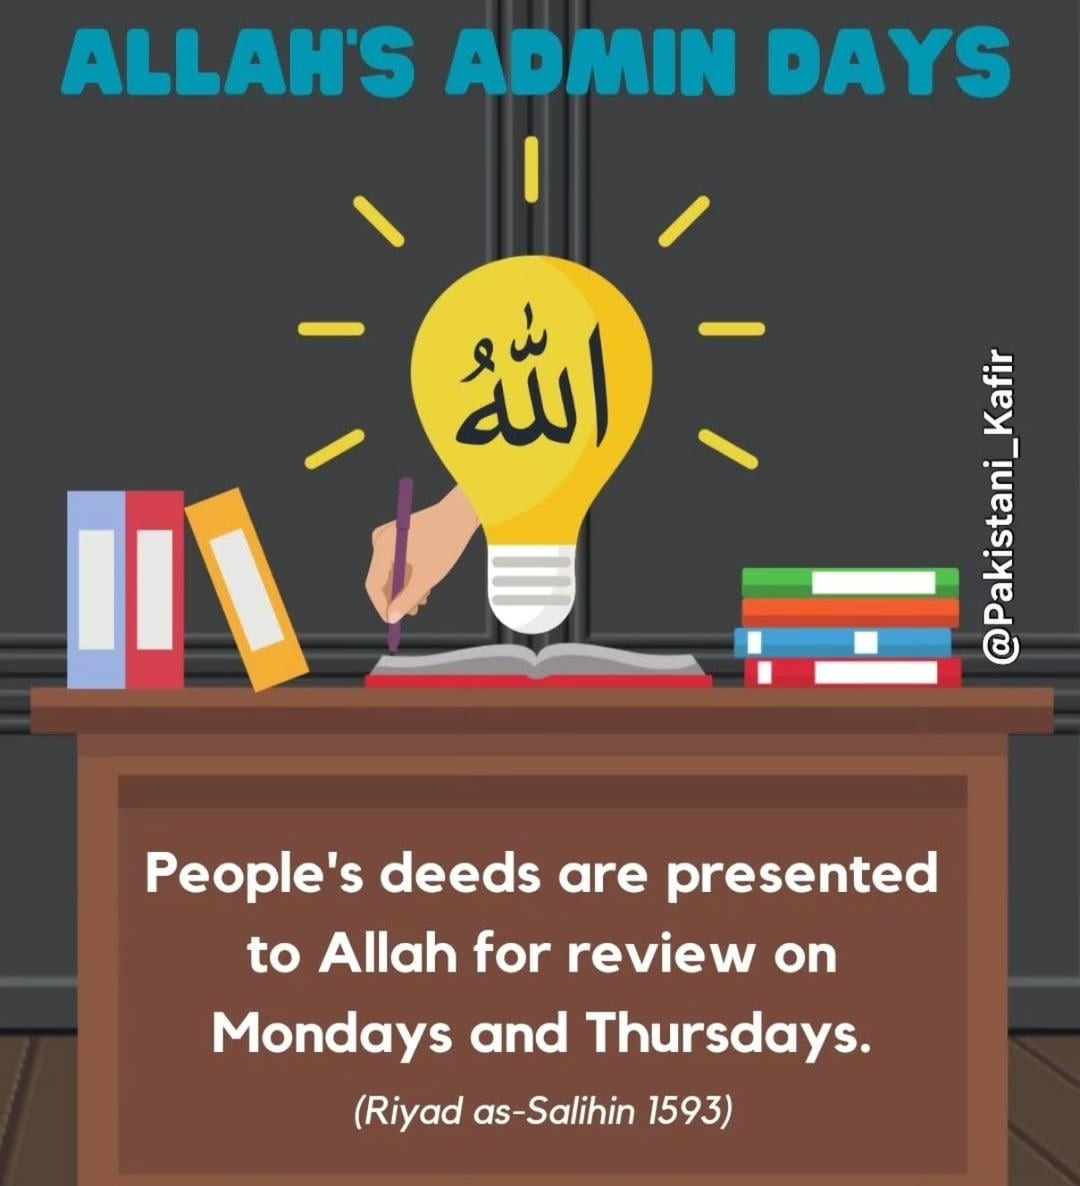 ALLAH'S ADMIN DAYS
اللّٰهُ
@Pakistani_Kafir
People's deeds are presented
to Allah for review on
Mondays and Thursdays.
(Riyad as-Salihin 1593)